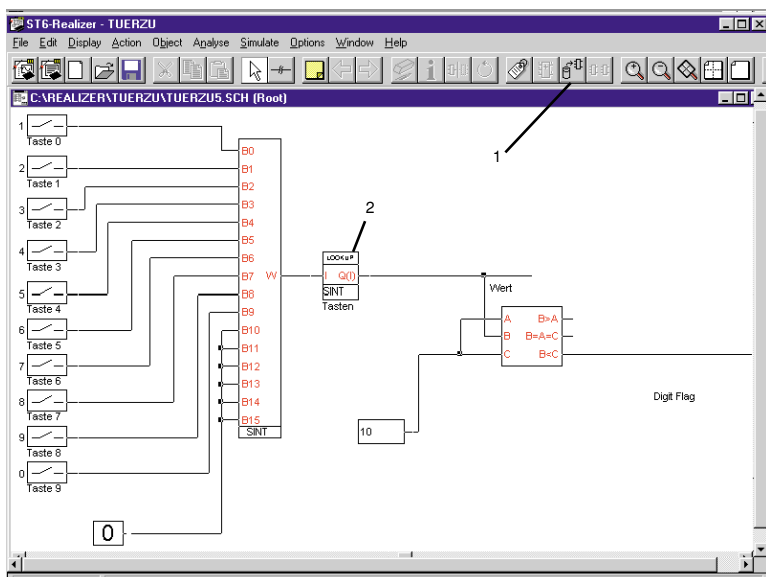 ST6-Realizer - TUERZU
File Edit Display Action Object Analyse Simulate Options Window Help
C:\REALIZER\TUERZU\TUERZU5.SCH (Root)
1
1
Taste 0
2
Taste 1
3
Taste 2
4
Taste 3
5
Taste 4
6
Taste 5
7
Taste 6
8
Taste 7
9
Taste 8
0
Taste 9
0
B0
B1
B2
B3
B4
B5
B6
B7 W
B8
B9
B10
B11
B12
B13
B14
B15
SINT
2
LOOKUP
I Q(I)
SINT
Tasten
Wert
A B>A
B B=A=C
C B<C
10
Digit Flag